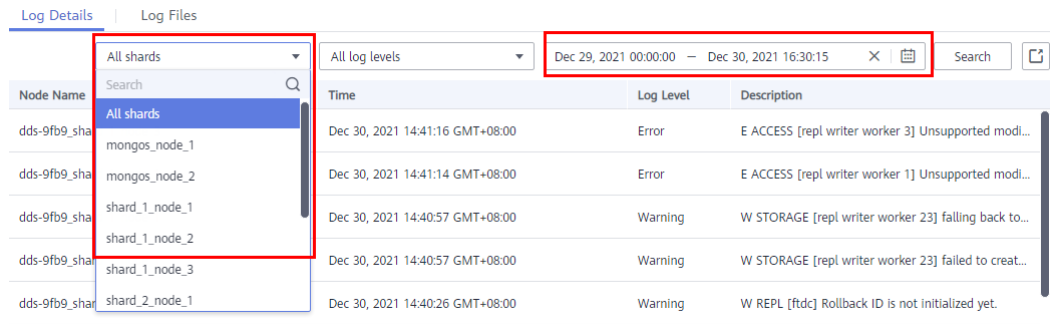 Log Details Log Files
All shards All log levels Dec 29, 2021 00:00:00 – Dec 30, 2021 16:30:15 Search
Search
Node Name Time Log Level Description
All shards
dds-9fb9_sha Dec 30, 2021 14:41:16 GMT+08:00 Error E ACCESS [repl writer worker 3] Unsupported modi...
mongos_node_1
dds-9fb9_sha Dec 30, 2021 14:41:14 GMT+08:00 Error E ACCESS [repl writer worker 1] Unsupported modi...
mongos_node_2
shard_1_node_1
dds-9fb9_sha Dec 30, 2021 14:40:57 GMT+08:00 Warning W STORAGE [repl writer worker 23] falling back to...
shard_1_node_2
dds-9fb9_shar Dec 30, 2021 14:40:57 GMT+08:00 Warning W STORAGE [repl writer worker 23] failed to creat...
shard_1_node_3
dds-9fb9_shar Dec 30, 2021 14:40:26 GMT+08:00 Warning W REPL [ftdc] Rollback ID is not initialized yet.
shard_2_node_1